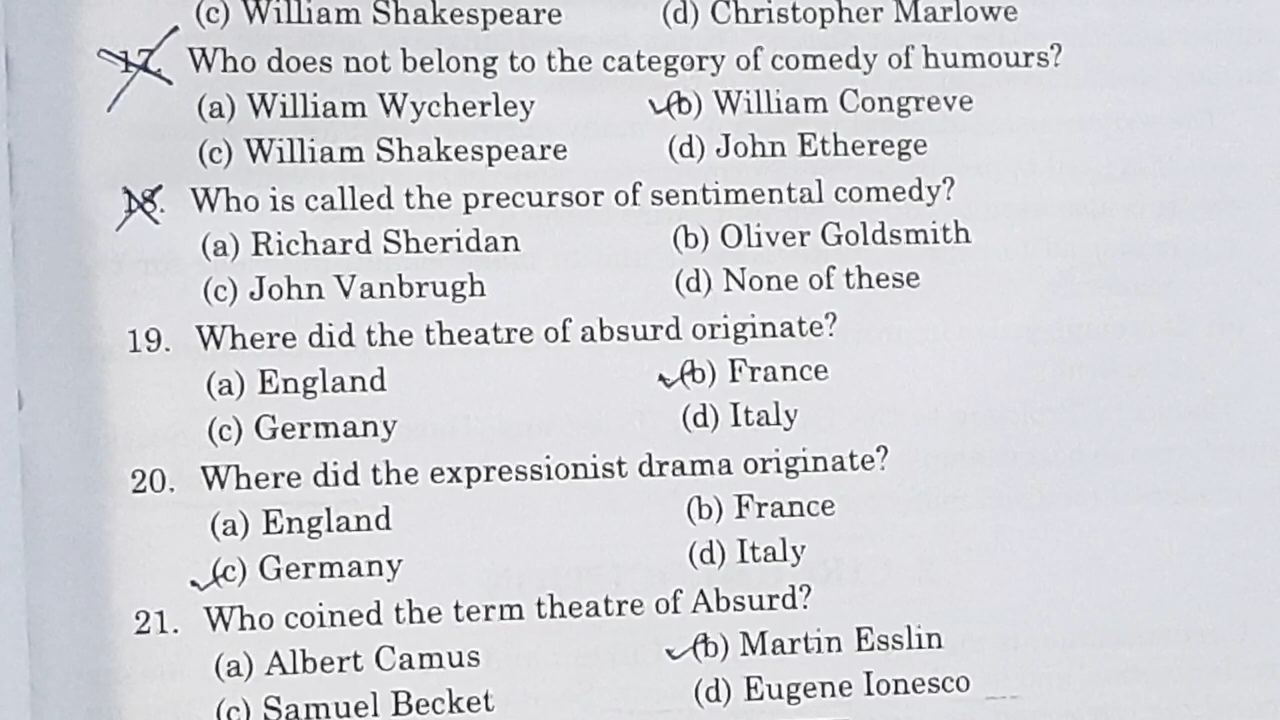 (c) William Shakespeare (d) Christopher Marlowe
17. Who does not belong to the category of comedy of humours?
(a) William Wycherley (b) William Congreve
(c) William Shakespeare (d) John Etherege
18. Who is called the precursor of sentimental comedy?
(a) Richard Sheridan (b) Oliver Goldsmith
(c) John Vanbrugh (d) None of these
19. Where did the theatre of absurd originate?
(a) England (b) France
(c) Germany (d) Italy
20. Where did the expressionist drama originate?
(a) England (b) France
(c) Germany (d) Italy
21. Who coined the term theatre of Absurd?
(a) Albert Camus (b) Martin Esslin
(c) Samuel Becket (d) Eugene Ionesco